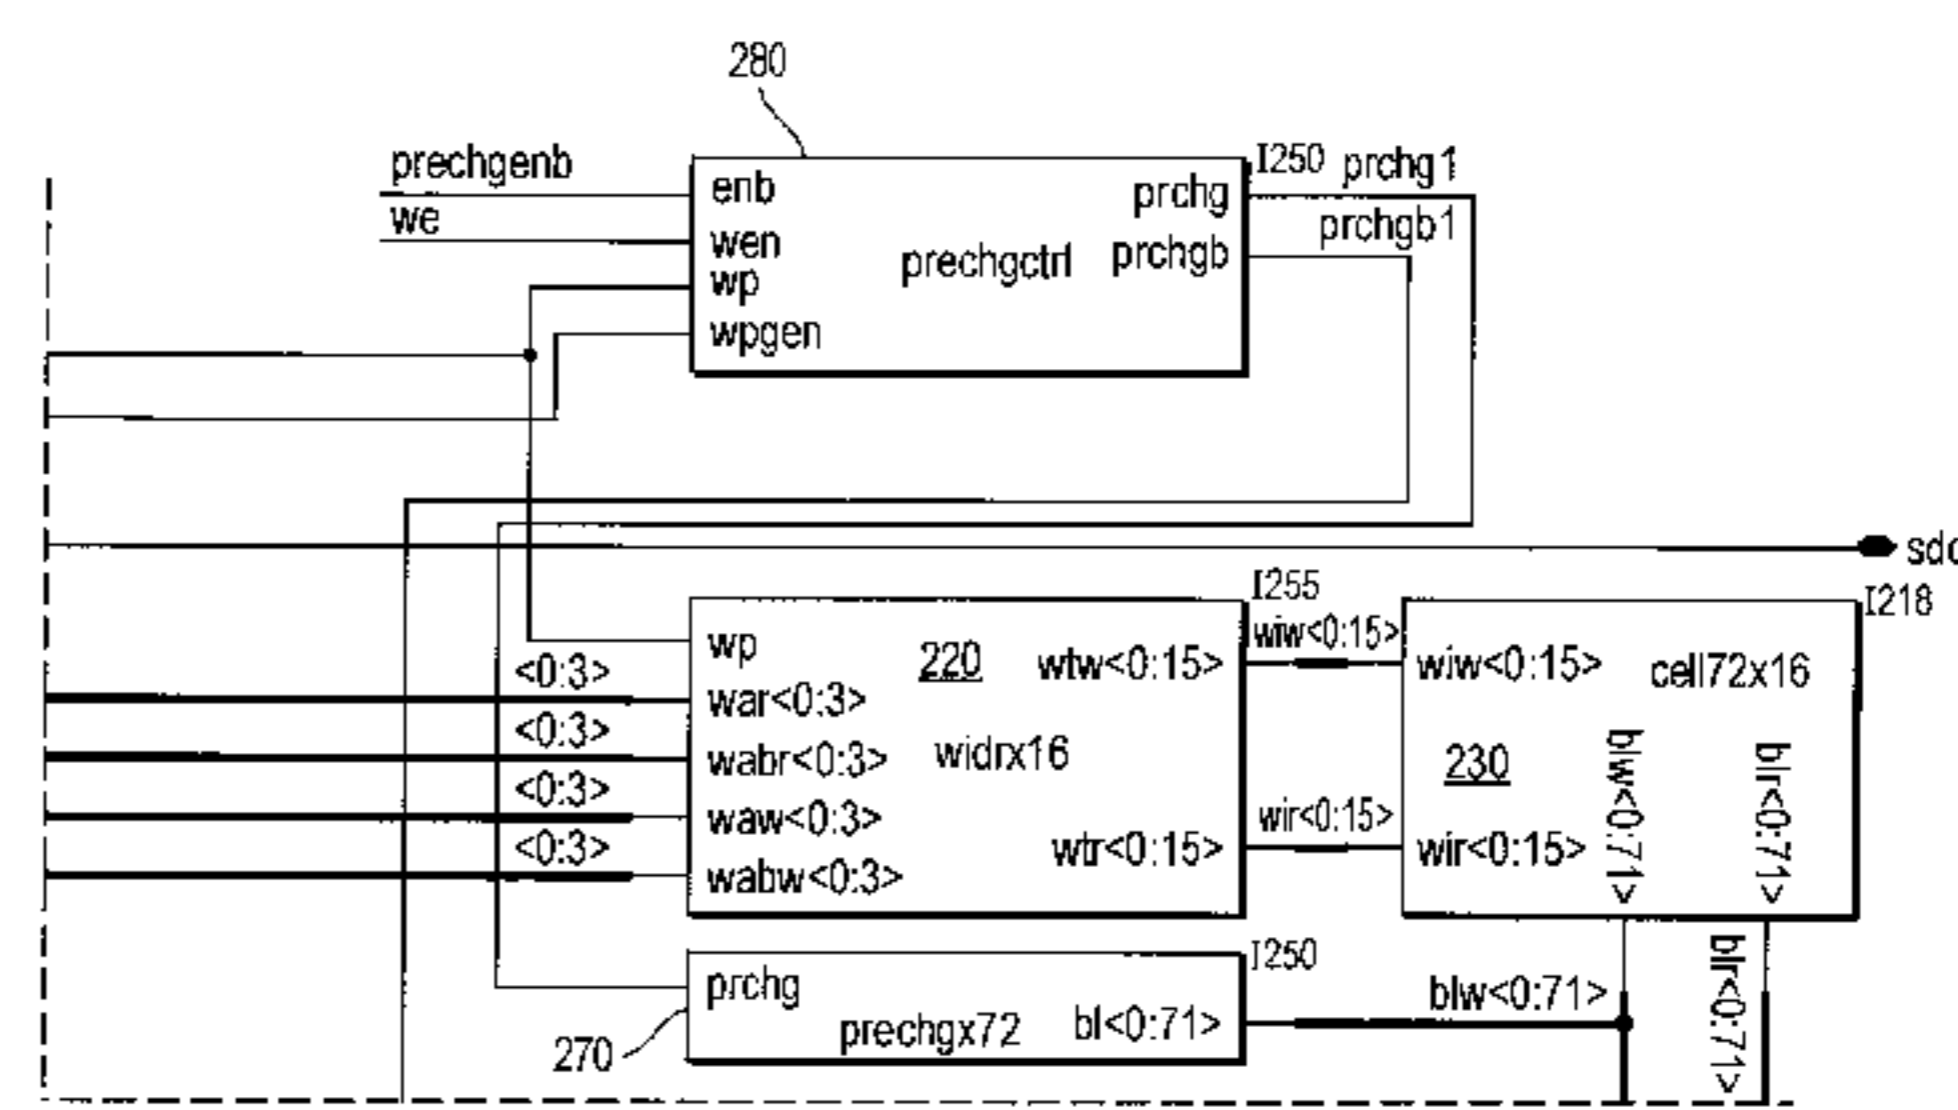 280
prechgenb
we
enb
wen
wp
wpgen
prechgctrl
prchg
prchgb
I250
prchg1
prchgb1
sdo
I255
I218
wp
<0:3>
war<0:3>
<0:3>
wabr<0:3>
<0:3>
waw<0:3>
<0:3>
wabw<0:3>
220
widrx16
wtw<0:15>
wtr<0:15>
wiw<0:15>
wir<0:15>
wiw<0:15>
cell72x16
230
wir<0:15>
blw<0:71>
blr<0:71>
I250
prchg
270
prechgx72
bl<0:71>
blw<0:71>
blr<0:71>